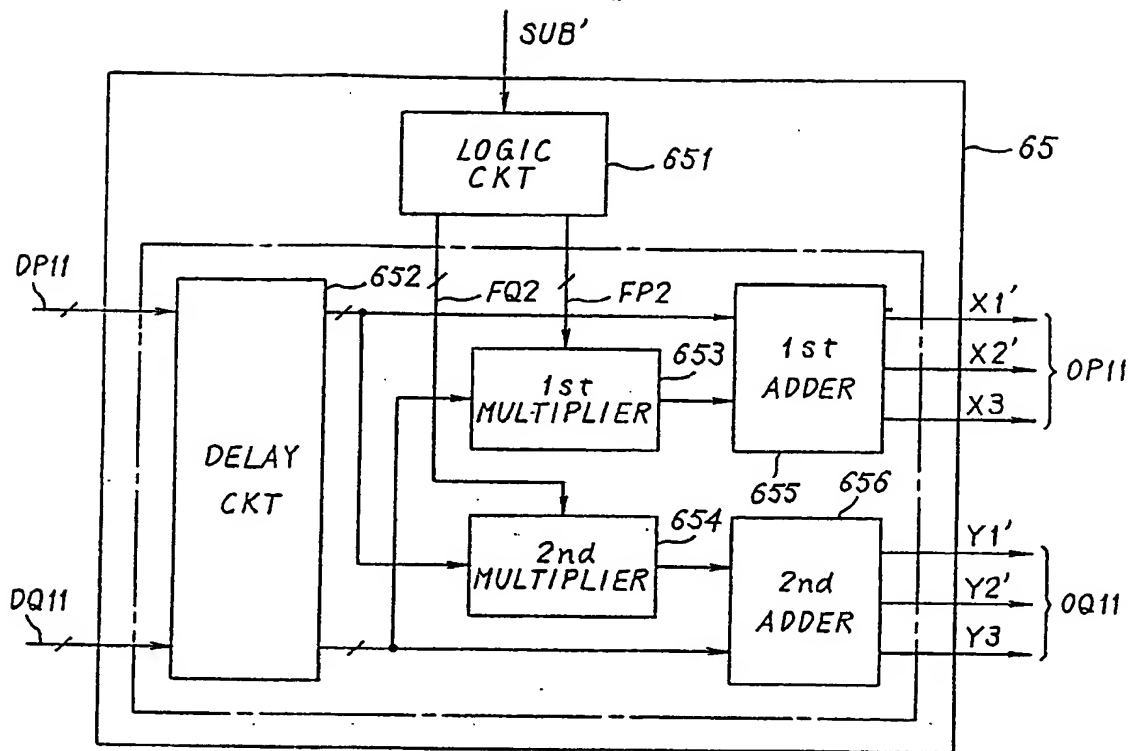 SUB'
LOGIC
CKT
651
65
DP11
652
FQ2
FP2
X1'
1st
ADDER
X2'
OP11
653
1st
MULTIPLIER
X3
DELAY
CKT
655
656
654
2nd
MULTIPLIER
Y1'
2nd
ADDER
Y2'
OQ11
DQ11
Y3